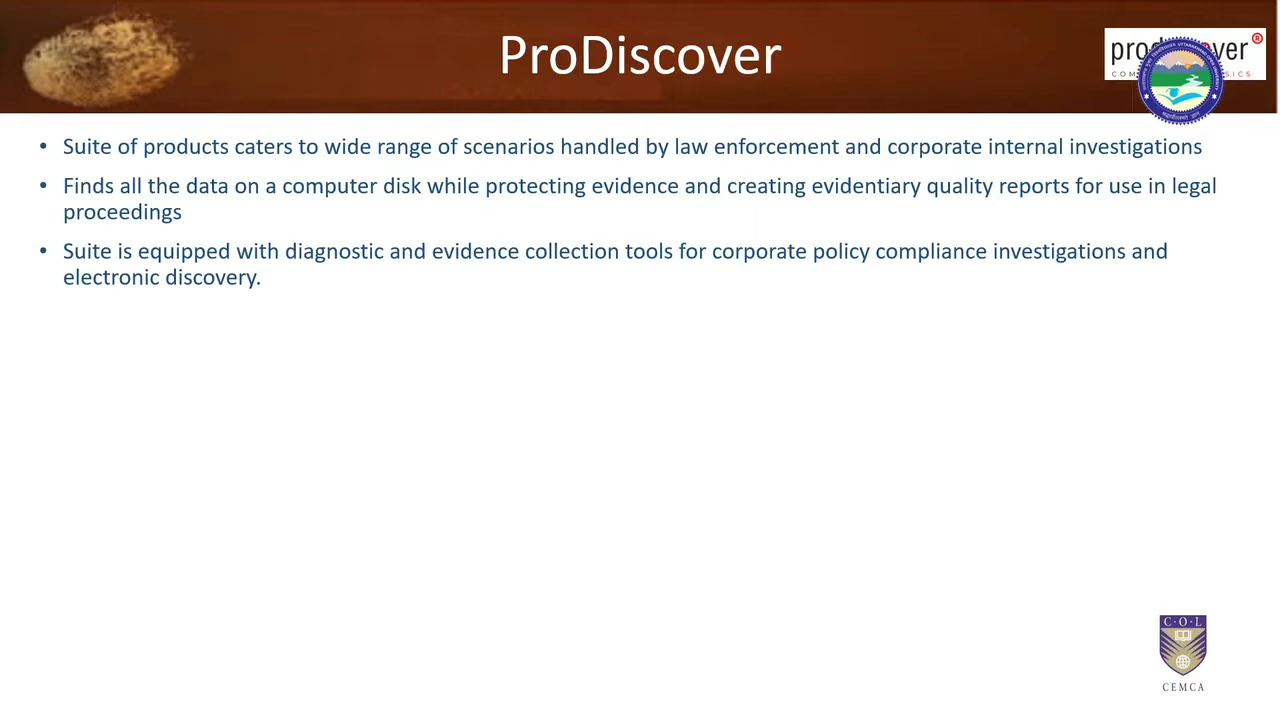 ProDiscover
• Suite of products caters to wide range of scenarios handled by law enforcement and corporate internal investigations
• Finds all the data on a computer disk while protecting evidence and creating evidentiary quality reports for use in legal
proceedings
• Suite is equipped with diagnostic and evidence collection tools for corporate policy compliance investigations and
electronic discovery.
C·O·L
CEMCA